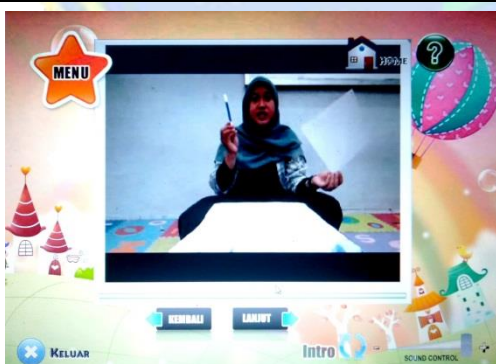 MENU
HOME
?
KEMBALI
LANJUT
KELUAR
Intro
SOUND CONTROL